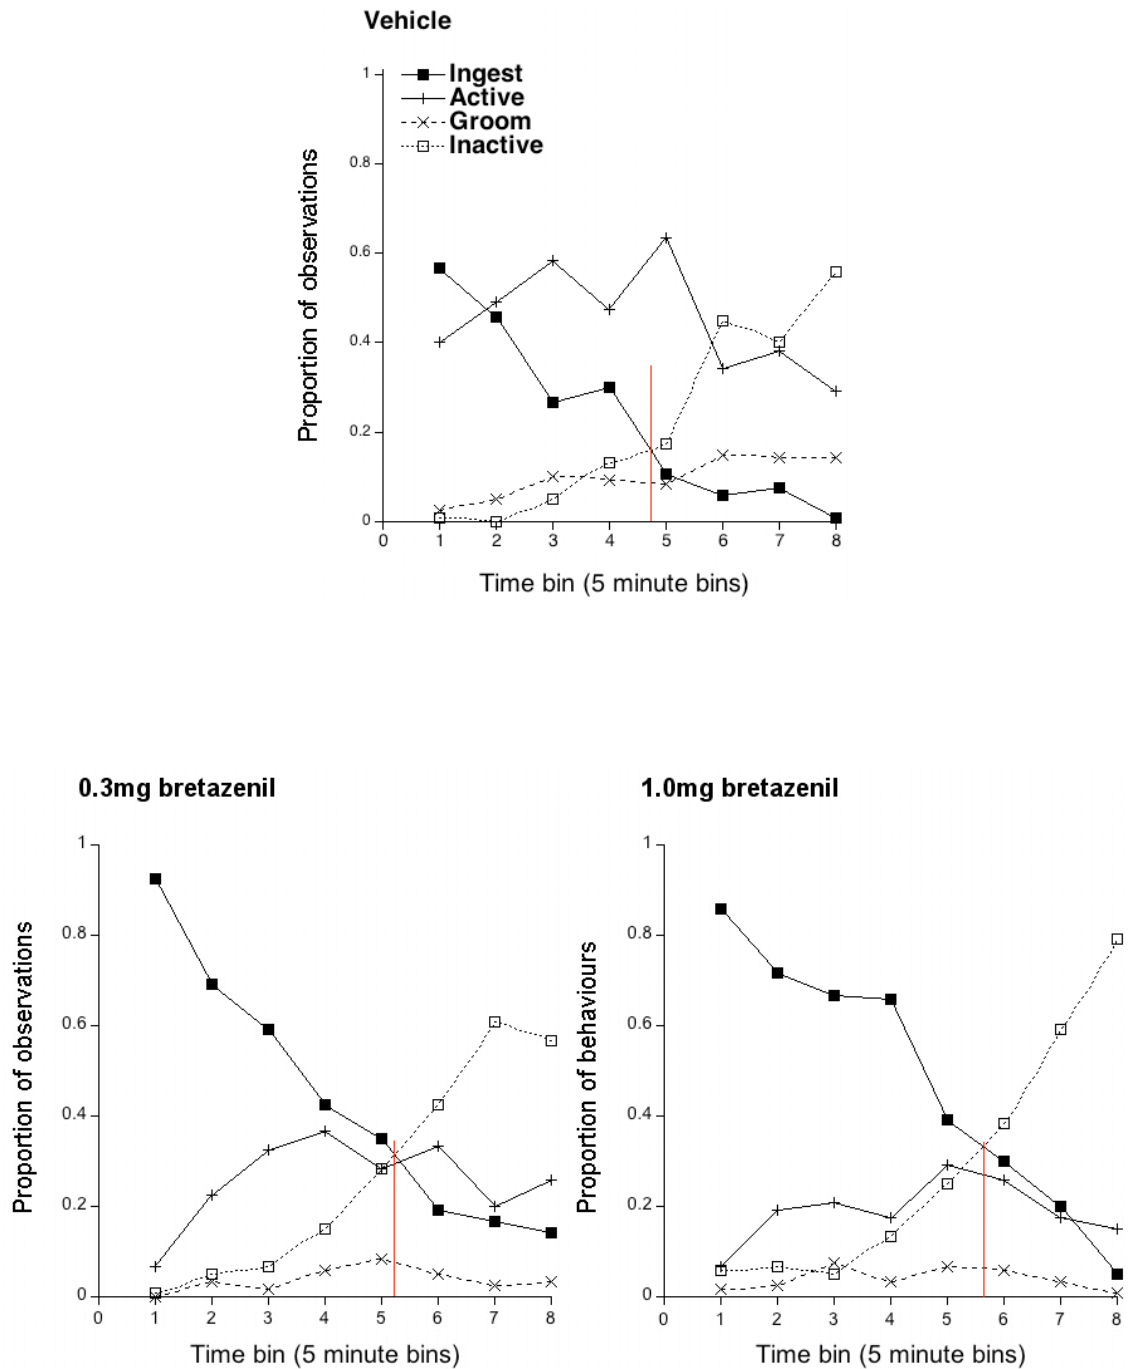 Vehicle
Ingest
Active
Groom
Inactive
1
0.8
0.6
0.4
0.2
0
Proportion of observations
0 1 2 3 4 5 6 7 8
Time bin (5 minute bins)
0.3mg bretazenil
1
0.8
0.6
0.4
0.2
0
Proportion of observations
0 1 2 3 4 5 6 7 8
Time bin (5 minute bins)
1.0mg bretazenil
1
0.8
0.6
0.4
0.2
0
Proportion of behaviours
0 1 2 3 4 5 6 7 8
Time bin (5 minute bins)